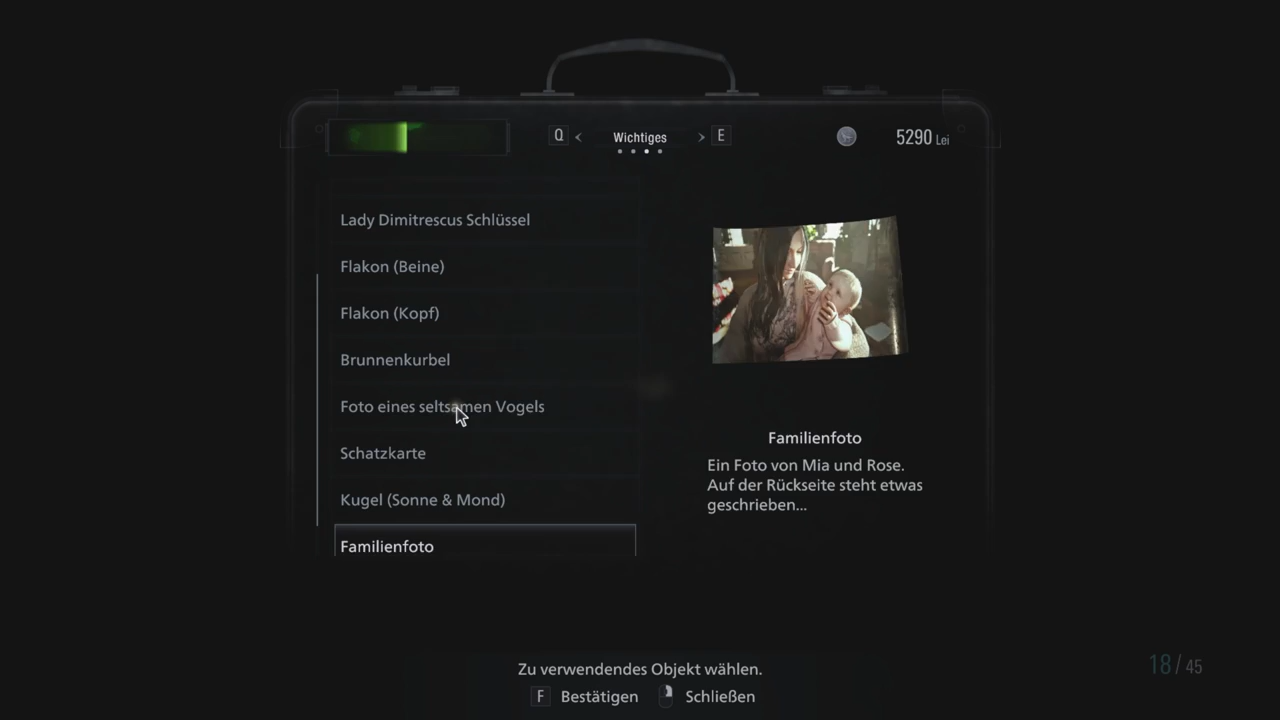 Q < Wichtiges > E
5290 Lei
Lady Dimitrescus Schlüssel
Flakon (Beine)
Flakon (Kopf)
Brunnenkurbel
Foto eines seltsamen Vogels
Schatzkarte
Kugel (Sonne & Mond)
Familienfoto
Familienfoto
Ein Foto von Mia und Rose.
Auf der Rückseite steht etwas
geschrieben...
Zu verwendendes Objekt wählen.
F Bestätigen Schließen
18/45